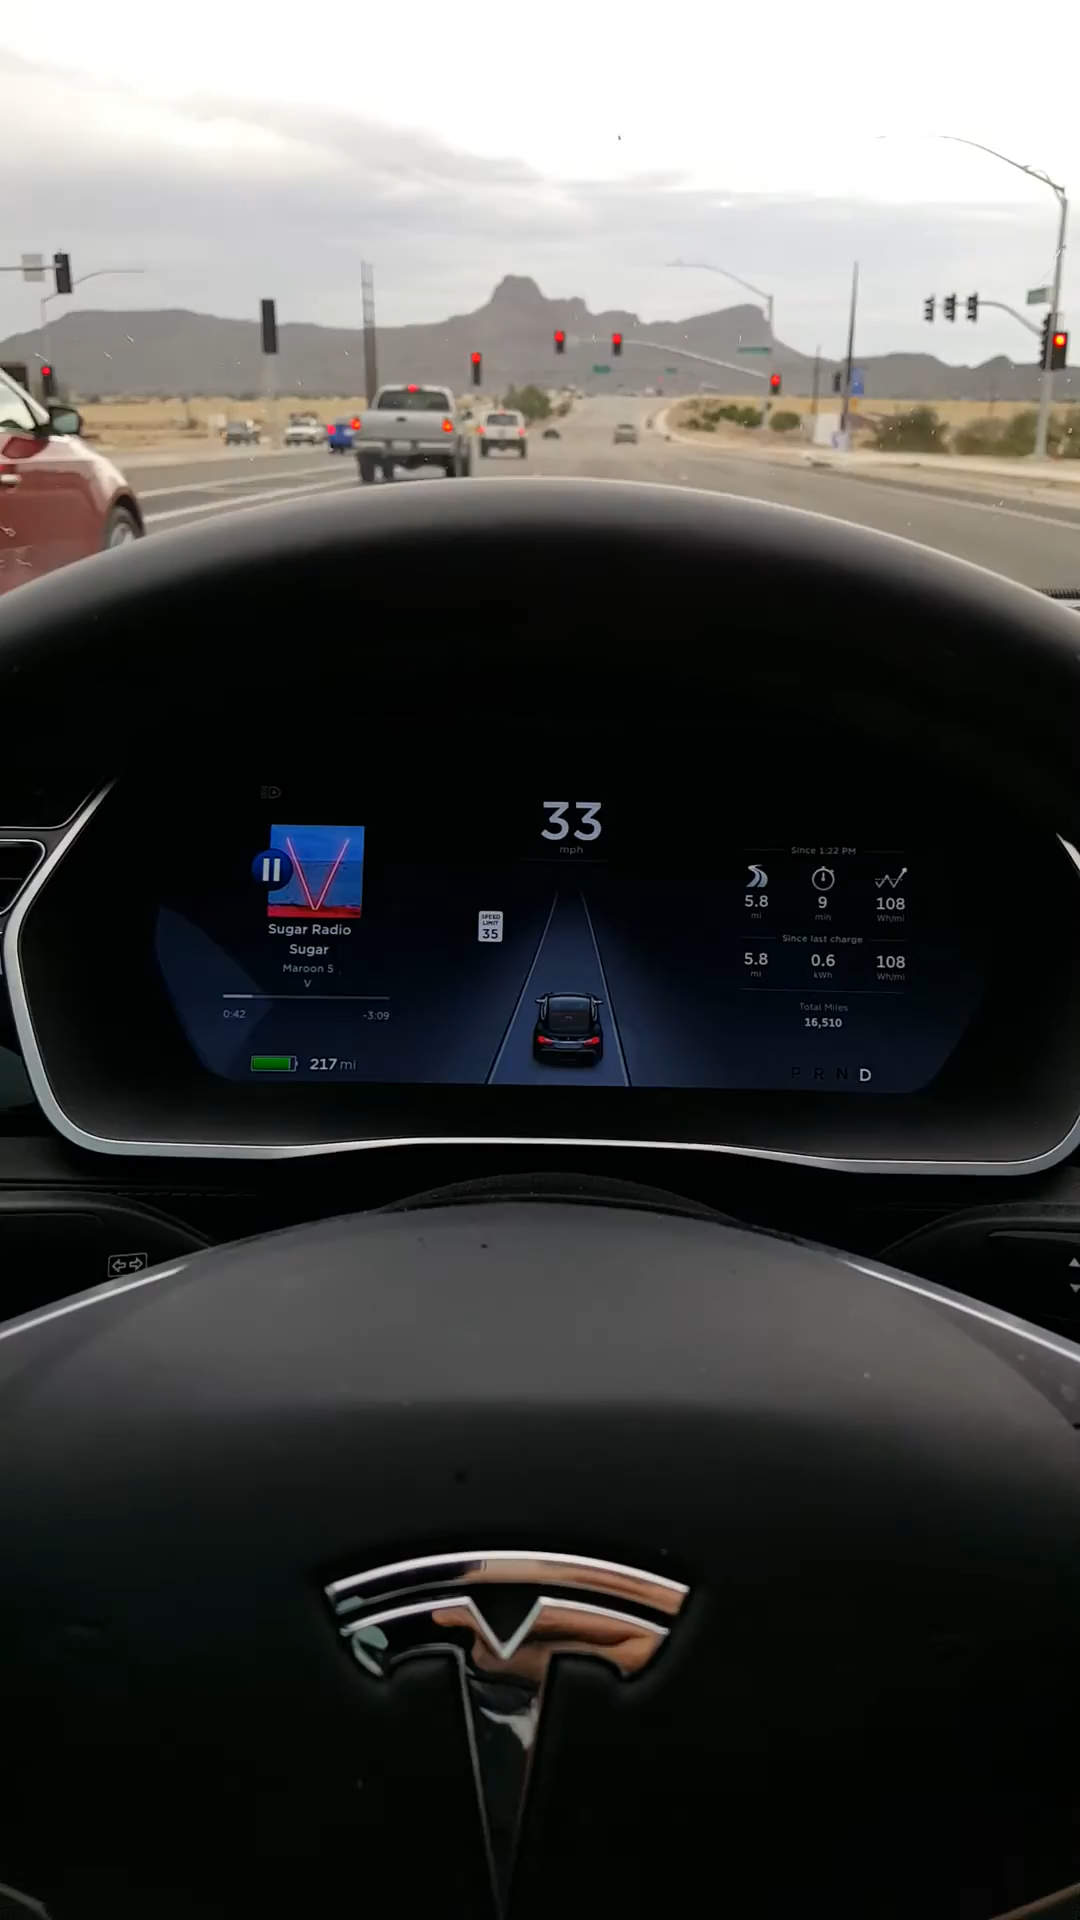 33
mph
SPEED
LIMIT
35
Sugar Radio
Sugar
Maroon 5
V
0:42
-3:09
217 mi
Since 1:22 PM
5.8
mi
9
min
108
Wh/mi
Since last charge
5.8
mi
0.6
kWh
108
Wh/mi
Total Miles
16,510
P R N D